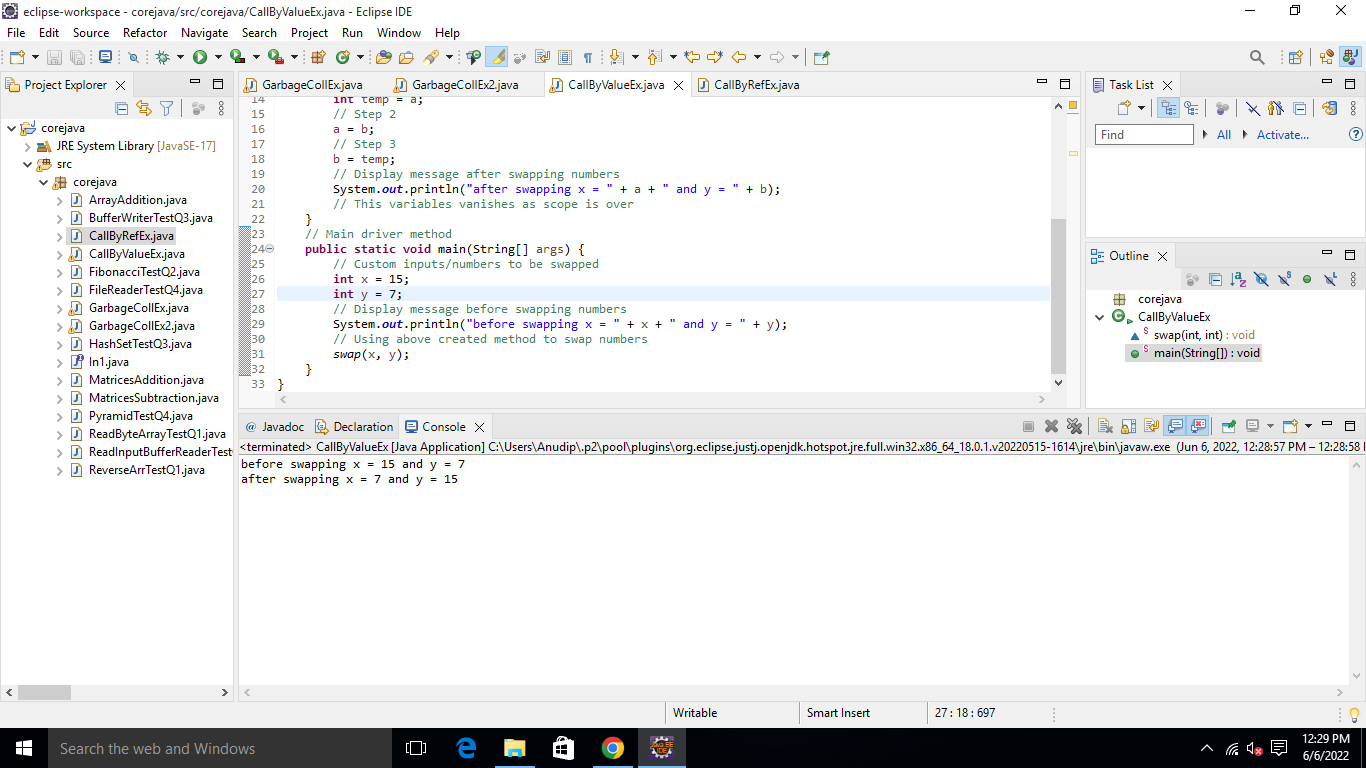 eclipse-workspace - corejava/src/corejava/CallByValueEx.java - Eclipse IDE
File Edit Source Refactor Navigate Search Project Run Window Help
Project Explorer
corejava
JRE System Library [JavaSE-17]
src
corejava
ArrayAddition.java
BufferWriterTestQ3.java
CallByRefEx.java
CallByValueEx.java
FibonacciTestQ2.java
FileReaderTestQ4.java
GarbageCollEx.java
GarbageCollEx2.java
HashSetTestQ3.java
In1.java
MatricesAddition.java
MatricesSubtraction.java
PyramidTestQ4.java
ReadByteArrayTestQ1.java
ReadInputBufferReaderTest
ReverseArrTestQ1.java
GarbageCollEx.java GarbageCollEx2.java CallByValueEx.java CallByRefEx.java
14 int temp = a;
15 // Step 2
16 a = b;
17 // Step 3
18 b = temp;
19 // Display message after swapping numbers
20 System.out.println("after swapping x = " + a + " and y = " + b);
21 // This variables vanishes as scope is over
22 }
23 // Main driver method
24 public static void main(String[] args) {
25 // Custom inputs/numbers to be swapped
26 int x = 15;
27 int y = 7;
28 // Display message before swapping numbers
29 System.out.println("before swapping x = " + x + " and y = " + y);
30 // Using above created method to swap numbers
31 swap(x, y);
32 }
33 }
Task List
Find All Activate...
Outline
corejava
CallByValueEx
swap(int, int) : void
main(String[]) : void
@ Javadoc Declaration Console
<terminated> CallByValueEx [Java Application] C:\Users\Anudip\.p2\pool\plugins\org.eclipse.justj.openjdk.hotspot.jre.full.win32.x86_64_18.0.1.v20220515-1614\jre\bin\javaw.exe (Jun 6, 2022, 12:28:57 PM – 12:28:58
before swapping x = 15 and y = 7
after swapping x = 7 and y = 15
Writable Smart Insert 27 : 18 : 697
Search the web and Windows
12:29 PM
6/6/2022